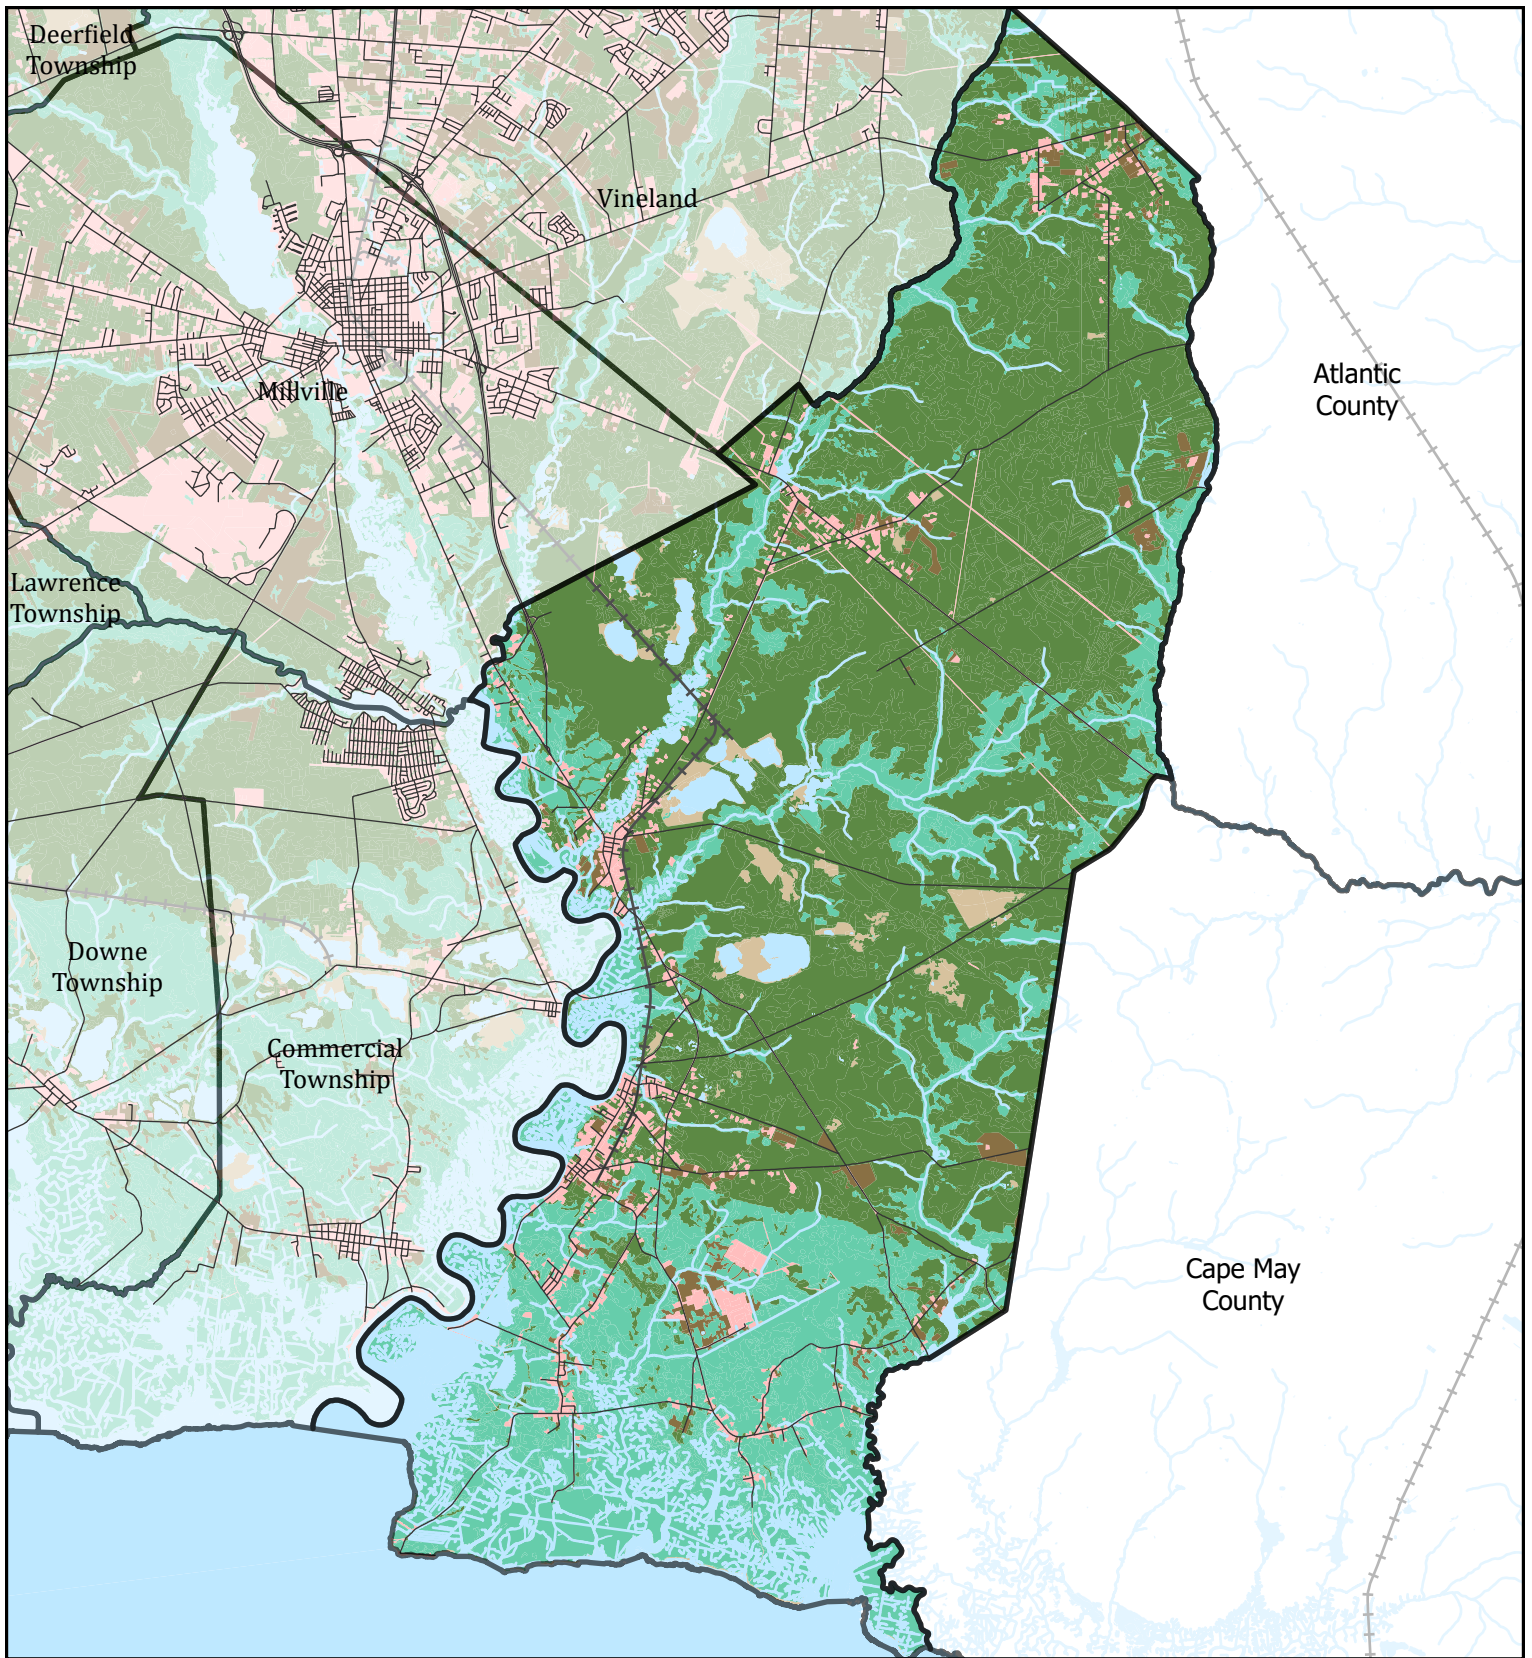 Deerfield
Township
Vineland
Atlantic
County
Millville
Lawrence
Township
Downe
Township
Commercial
Township
Cape May
County